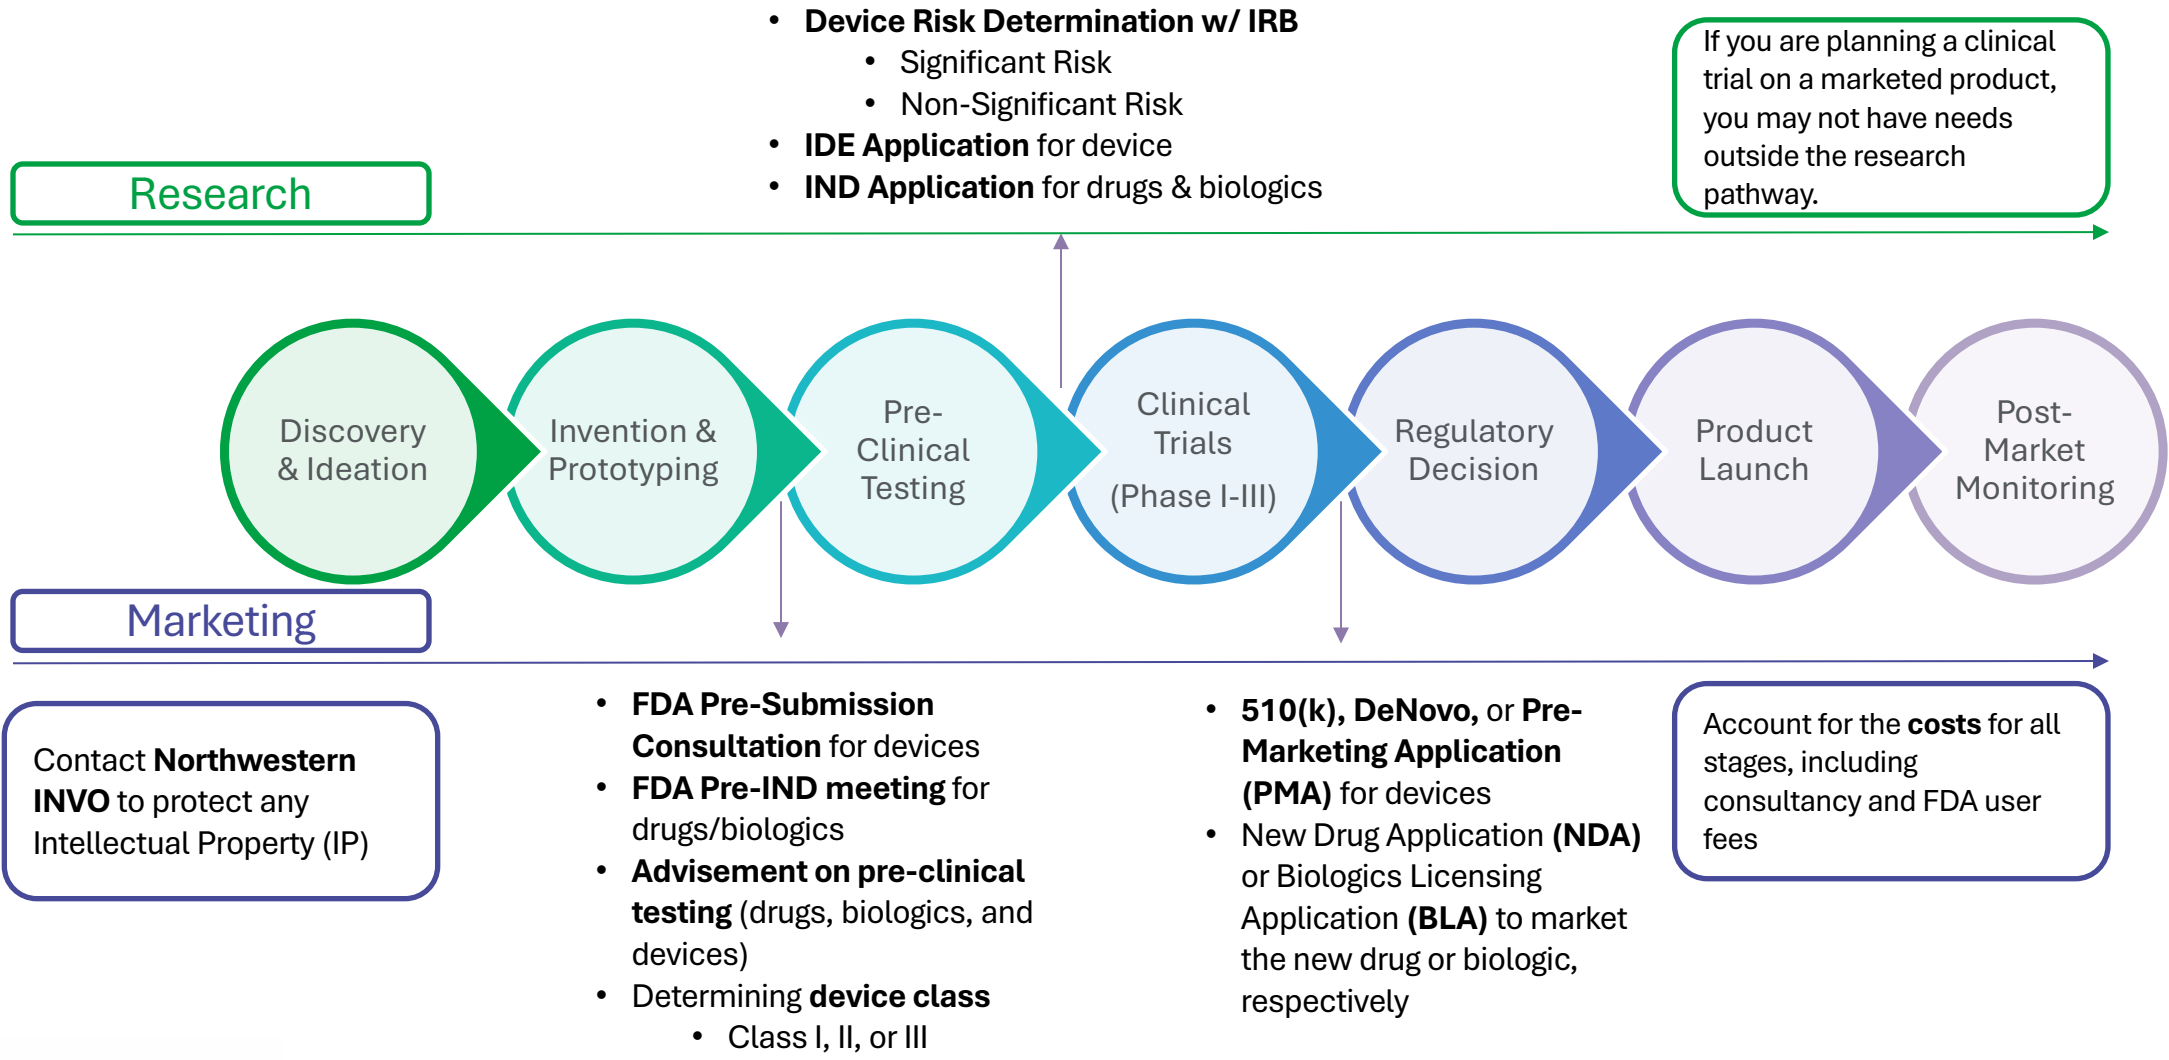 • Device Risk Determination w/ IRB
• Significant Risk
• Non-Significant Risk
• IDE Application for device
• IND Application for drugs & biologics
If you are planning a clinical
trial on a marketed product,
you may not have needs
outside the research
pathway.
Research
Discovery
& Ideation
Invention &
Prototyping
Pre-
Clinical
Testing
Clinical
Trials
(Phase I-III)
Regulatory
Decision
Product
Launch
Post-
Market
Monitoring
Marketing
Contact Northwestern
INVO to protect any
Intellectual Property (IP)
• FDA Pre-Submission
Consultation for devices
• FDA Pre-IND meeting for
drugs/biologics
• Advisement on pre-clinical
testing (drugs, biologics, and
devices)
• Determining device class
• Class I, II, or III
• 510(k), DeNovo, or Pre-
Marketing Application
(PMA) for devices
• New Drug Application (NDA)
or Biologics Licensing
Application (BLA) to market
the new drug or biologic,
respectively
Account for the costs for all
stages, including
consultancy and FDA user
fees